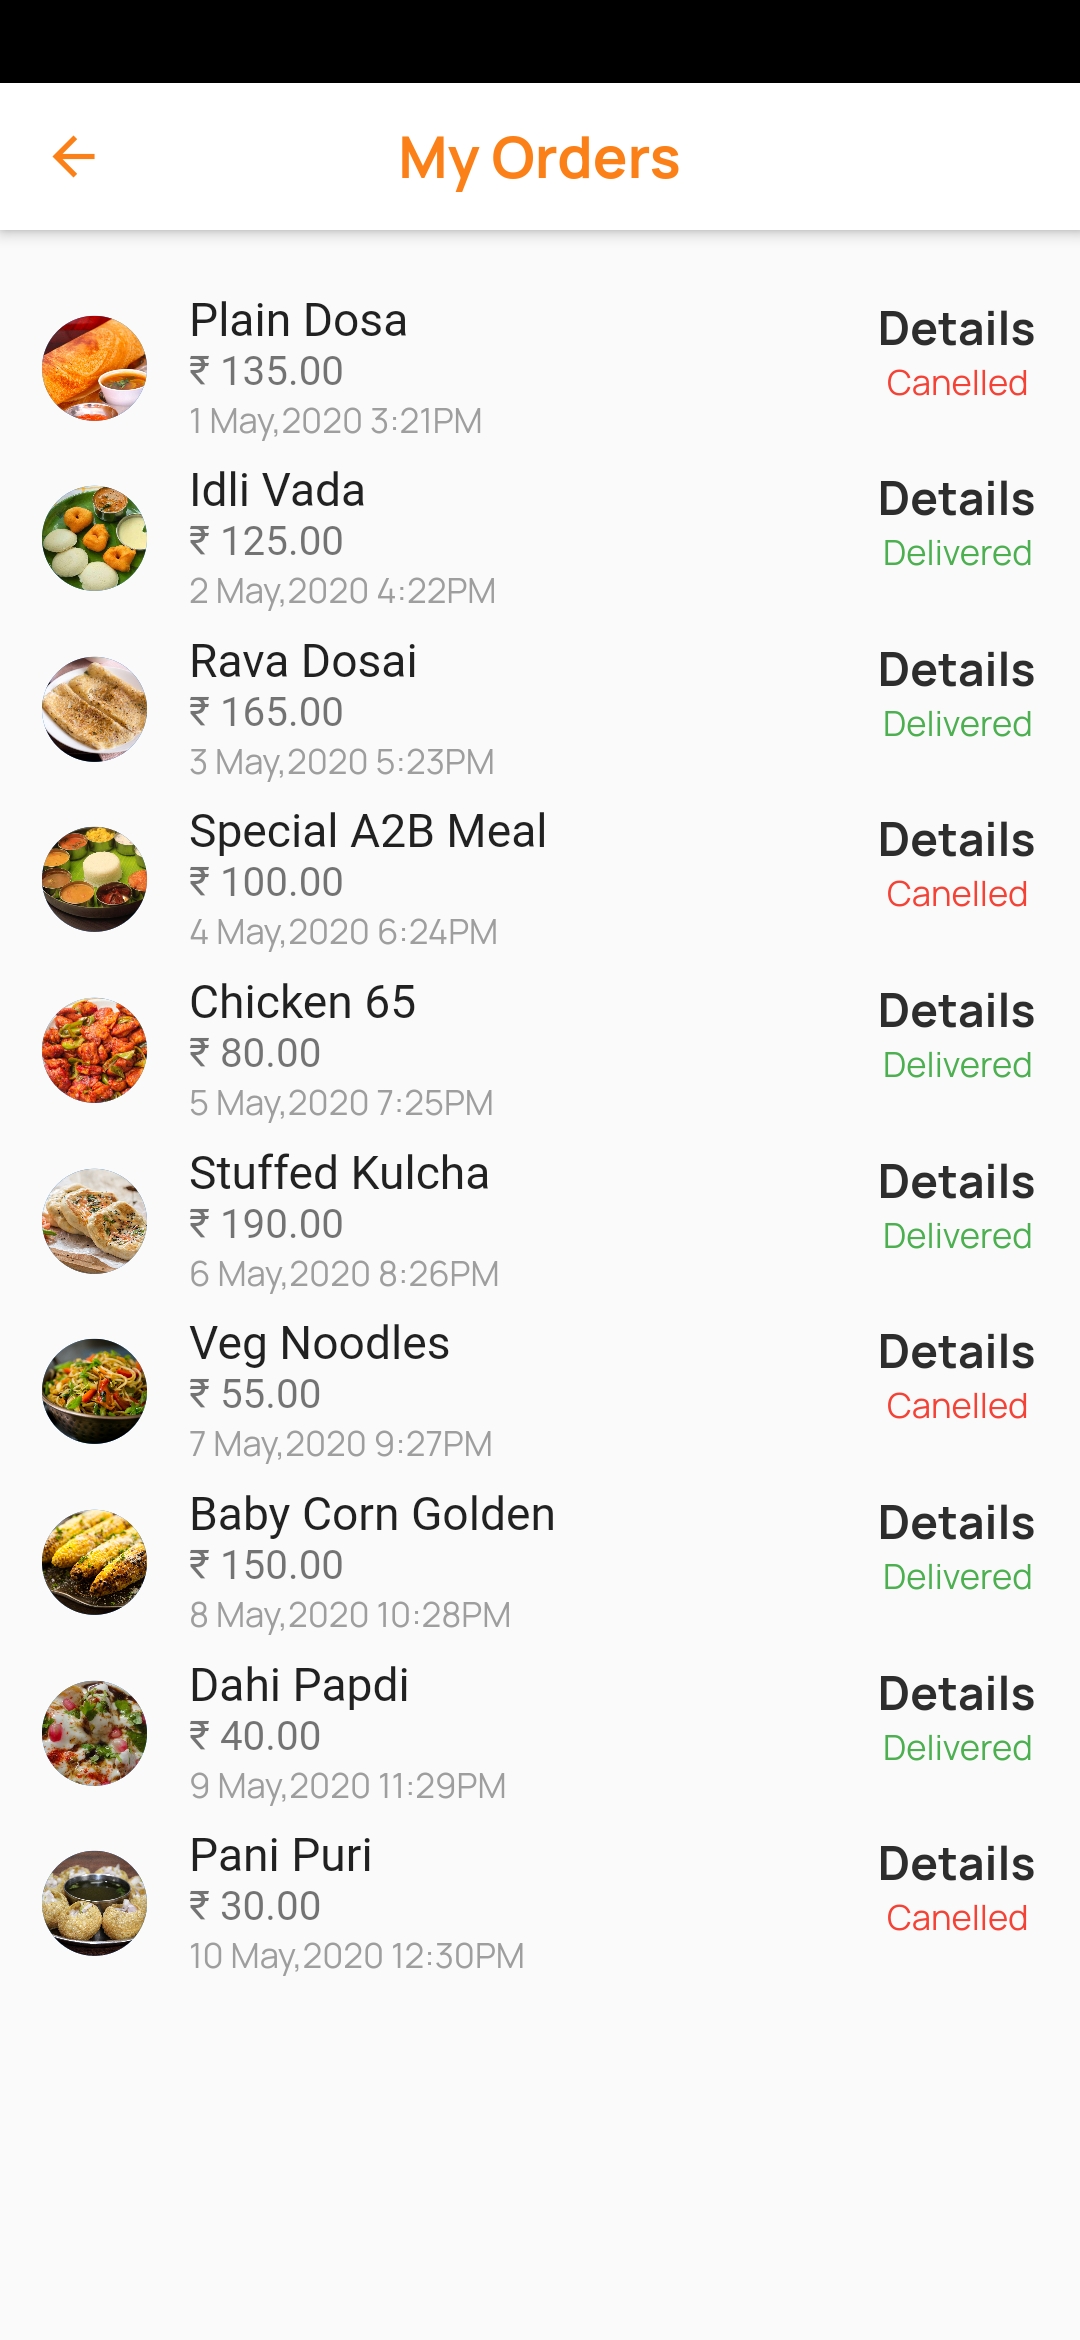 My Orders
Plain Dosa
₹ 135.00
1 May,2020 3:21PM
Details
Canelled
Idli Vada
₹ 125.00
2 May,2020 4:22PM
Details
Delivered
Rava Dosai
₹ 165.00
3 May,2020 5:23PM
Details
Delivered
Special A2B Meal
₹ 100.00
4 May,2020 6:24PM
Details
Canelled
Chicken 65
₹ 80.00
5 May,2020 7:25PM
Details
Delivered
Stuffed Kulcha
₹ 190.00
6 May,2020 8:26PM
Details
Delivered
Veg Noodles
₹ 55.00
7 May,2020 9:27PM
Details
Canelled
Baby Corn Golden
₹ 150.00
8 May,2020 10:28PM
Details
Delivered
Dahi Papdi
₹ 40.00
9 May,2020 11:29PM
Details
Delivered
Pani Puri
₹ 30.00
10 May,2020 12:30PM
Details
Canelled